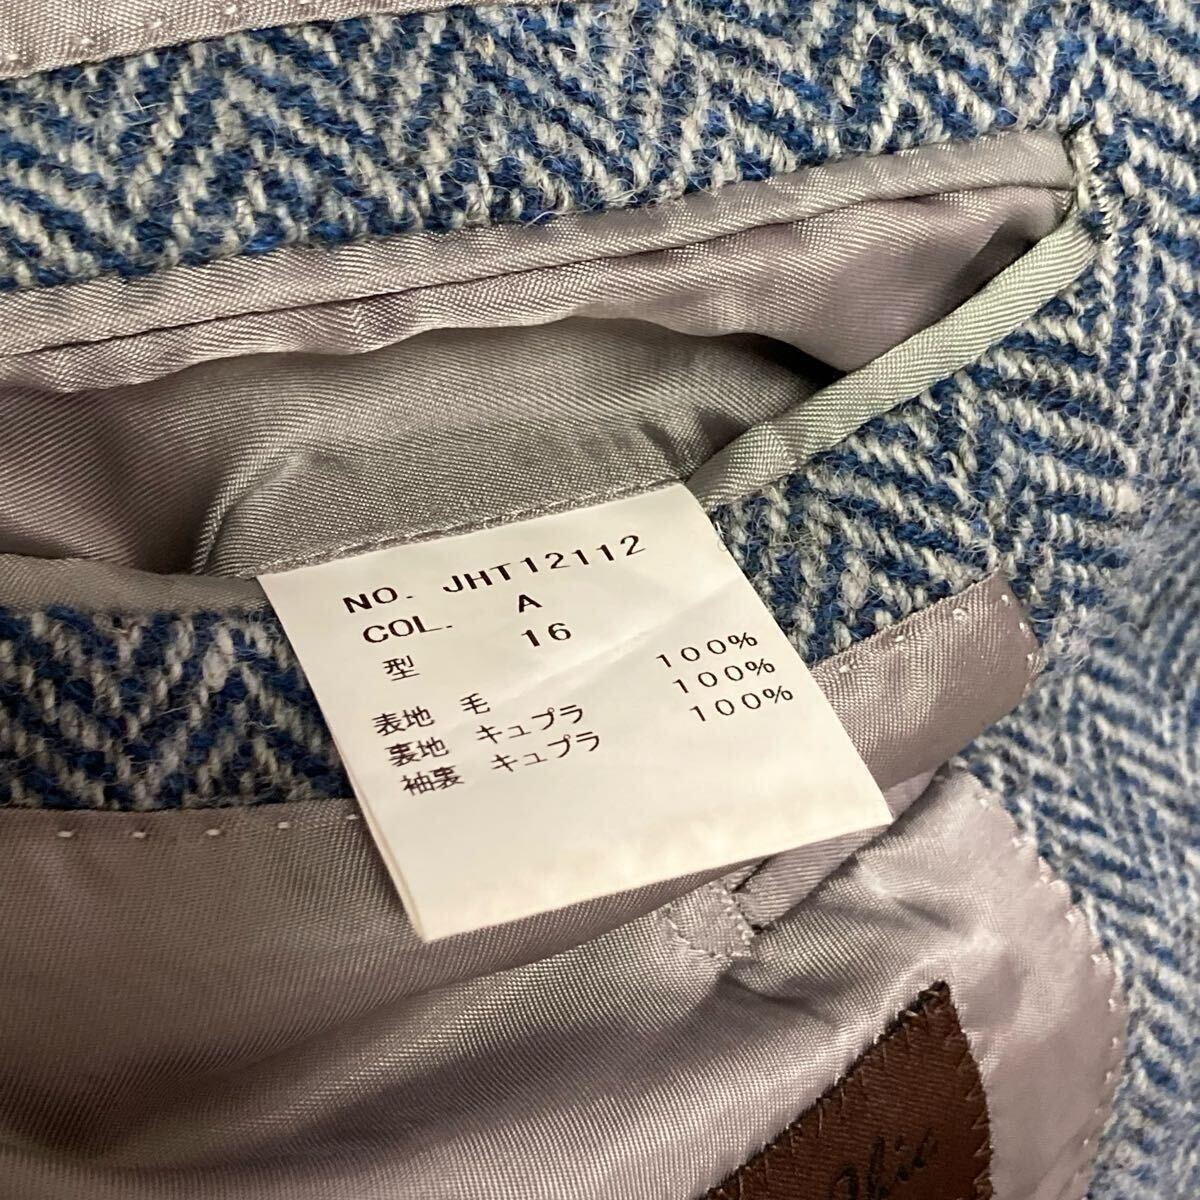 NO. JHT12112
COL. A
型 16
表地 毛 100%
裏地 キュプラ 100%
袖裏 キュプラ 100%